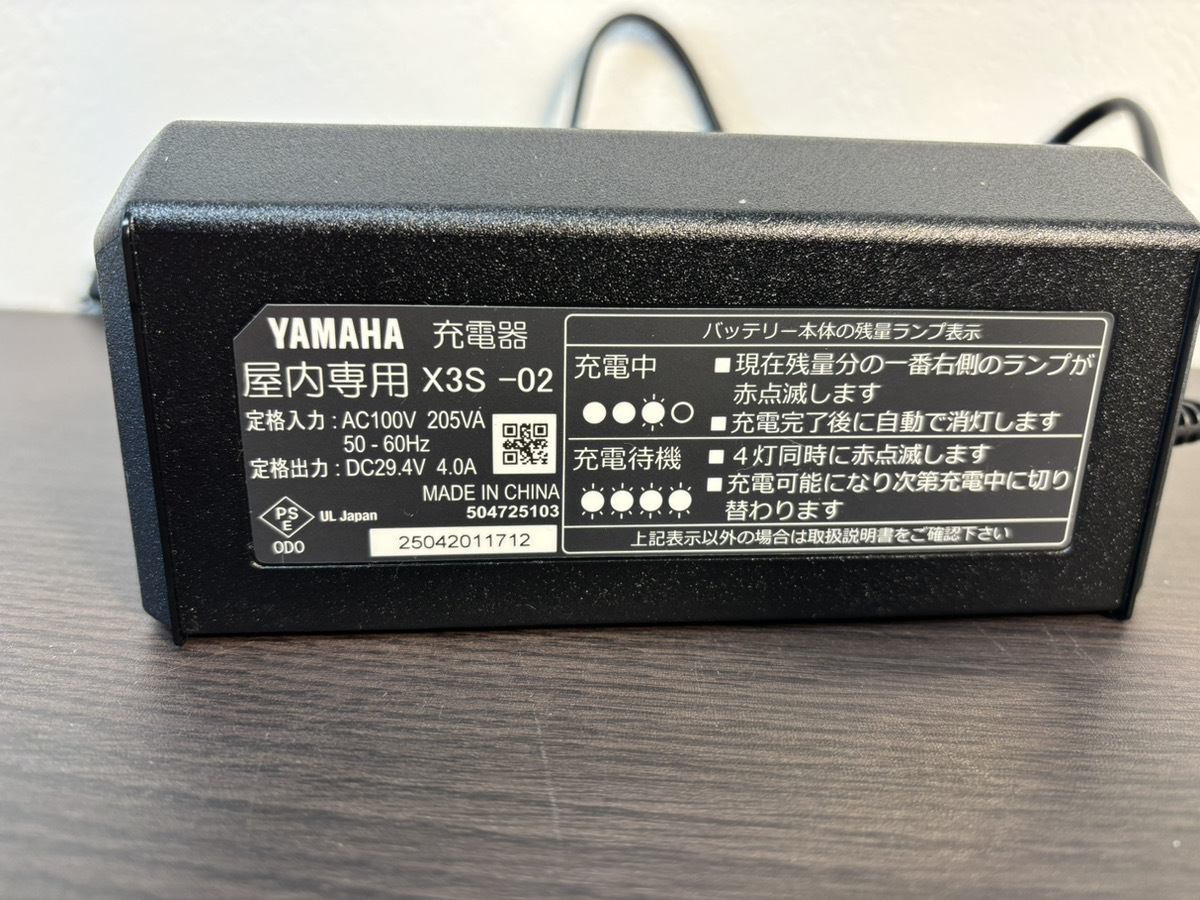 YAMAHA 充電器
屋内専用 X3S -02
定格入力 : AC100V 205VA
50 - 60Hz
定格出力 : DC29.4V 4.0A
MADE IN CHINA
504725103
PS
E
UL Japan
ODO
25042011712
バッテリー本体の残量ランプ表示
充電中
■現在残量分の一番右側のランプが
赤点滅します
■充電完了後に自動で消灯します
充電待機
■４灯同時に赤点滅します
■充電可能になり次第充電中に切り
替わります
上記表示以外の場合は取扱説明書をご確認下さい